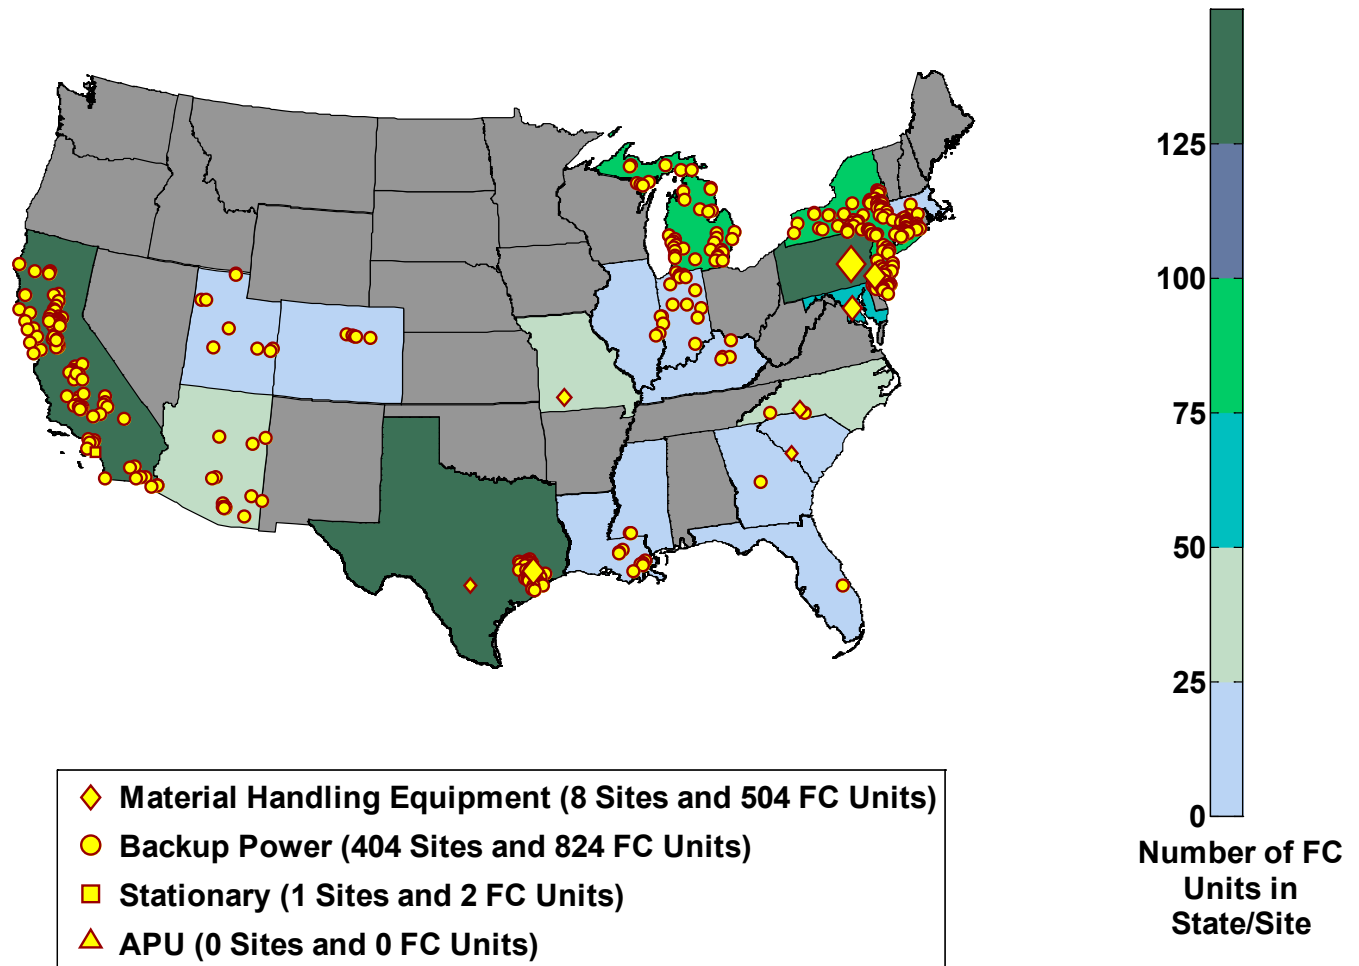 125
100
75
50
25
0
Number of FC
Units in
State/Site
Material Handling Equipment (8 Sites and 504 FC Units)
Backup Power (404 Sites and 824 FC Units)
Stationary (1 Sites and 2 FC Units)
APU (0 Sites and 0 FC Units)